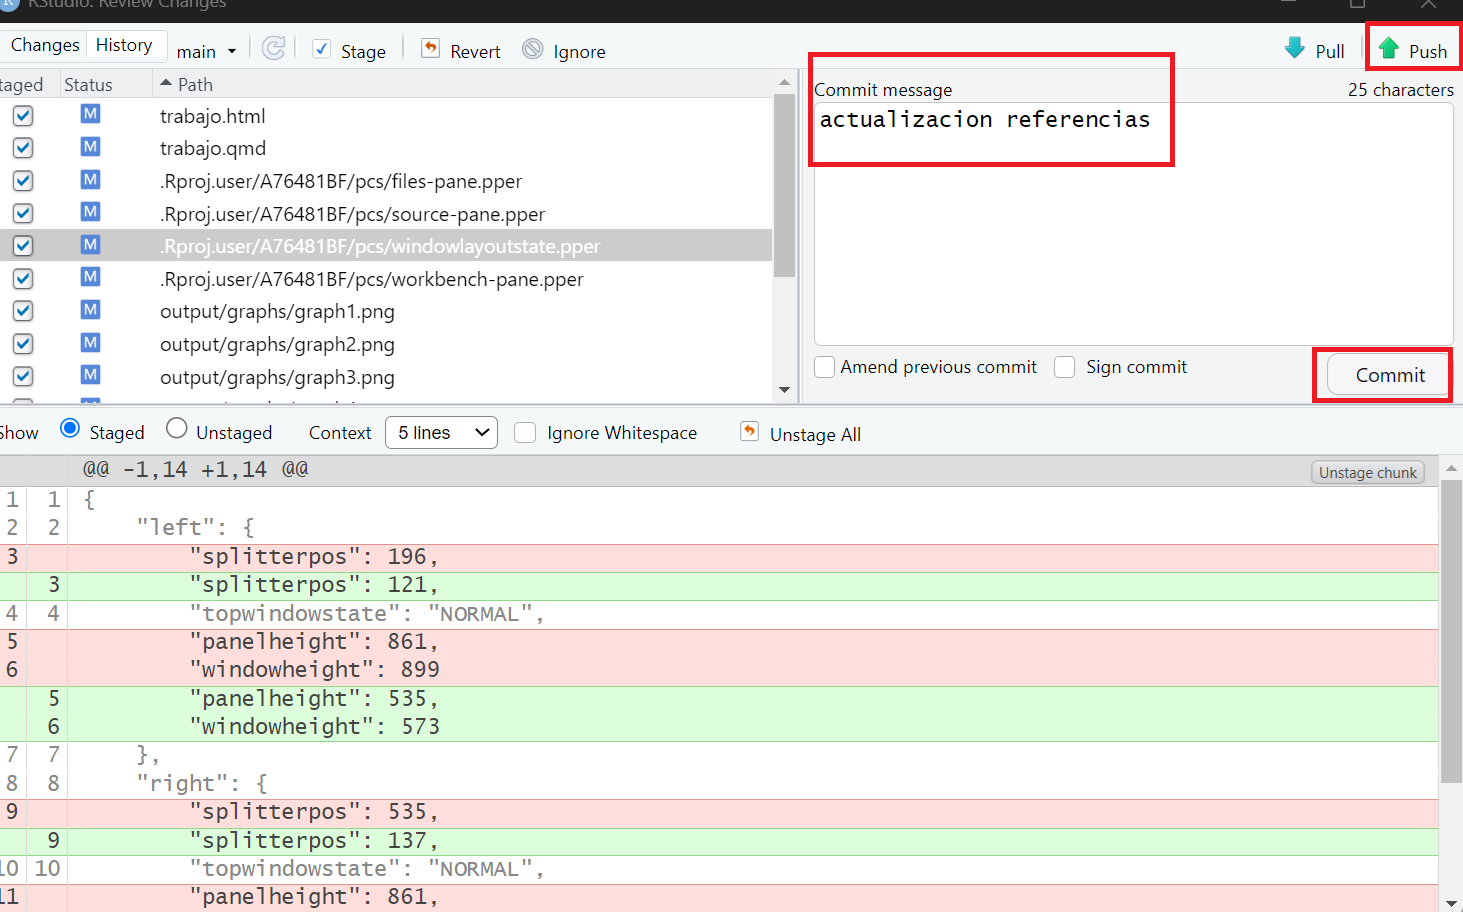 RStudio: Review Changes
Changes History main Stage Revert Ignore Pull Push
taged Status Path
M trabajo.html
M trabajo.qmd
M .Rproj.user/A76481BF/pcs/files-pane.pper
M .Rproj.user/A76481BF/pcs/source-pane.pper
M .Rproj.user/A76481BF/pcs/windowlayoutstate.pper
M .Rproj.user/A76481BF/pcs/workbench-pane.pper
M output/graphs/graph1.png
M output/graphs/graph2.png
M output/graphs/graph3.png
Commit message 25 characters
actualizacion referencias
Amend previous commit Sign commit
Commit
Show Staged Unstaged Context 5 lines Ignore Whitespace Unstage All
@@ -1,14 +1,14 @@ Unstage chunk
1 1 {
2 2 "left": {
3 "splitterpos": 196,
3 "splitterpos": 121,
4 4 "topwindowstate": "NORMAL",
5 "panelheight": 861,
6 "windowheight": 899
5 "panelheight": 535,
6 "windowheight": 573
7 7 },
8 8 "right": {
9 "splitterpos": 535,
9 "splitterpos": 137,
10 10 "topwindowstate": "NORMAL",
11 "panelheight": 861,